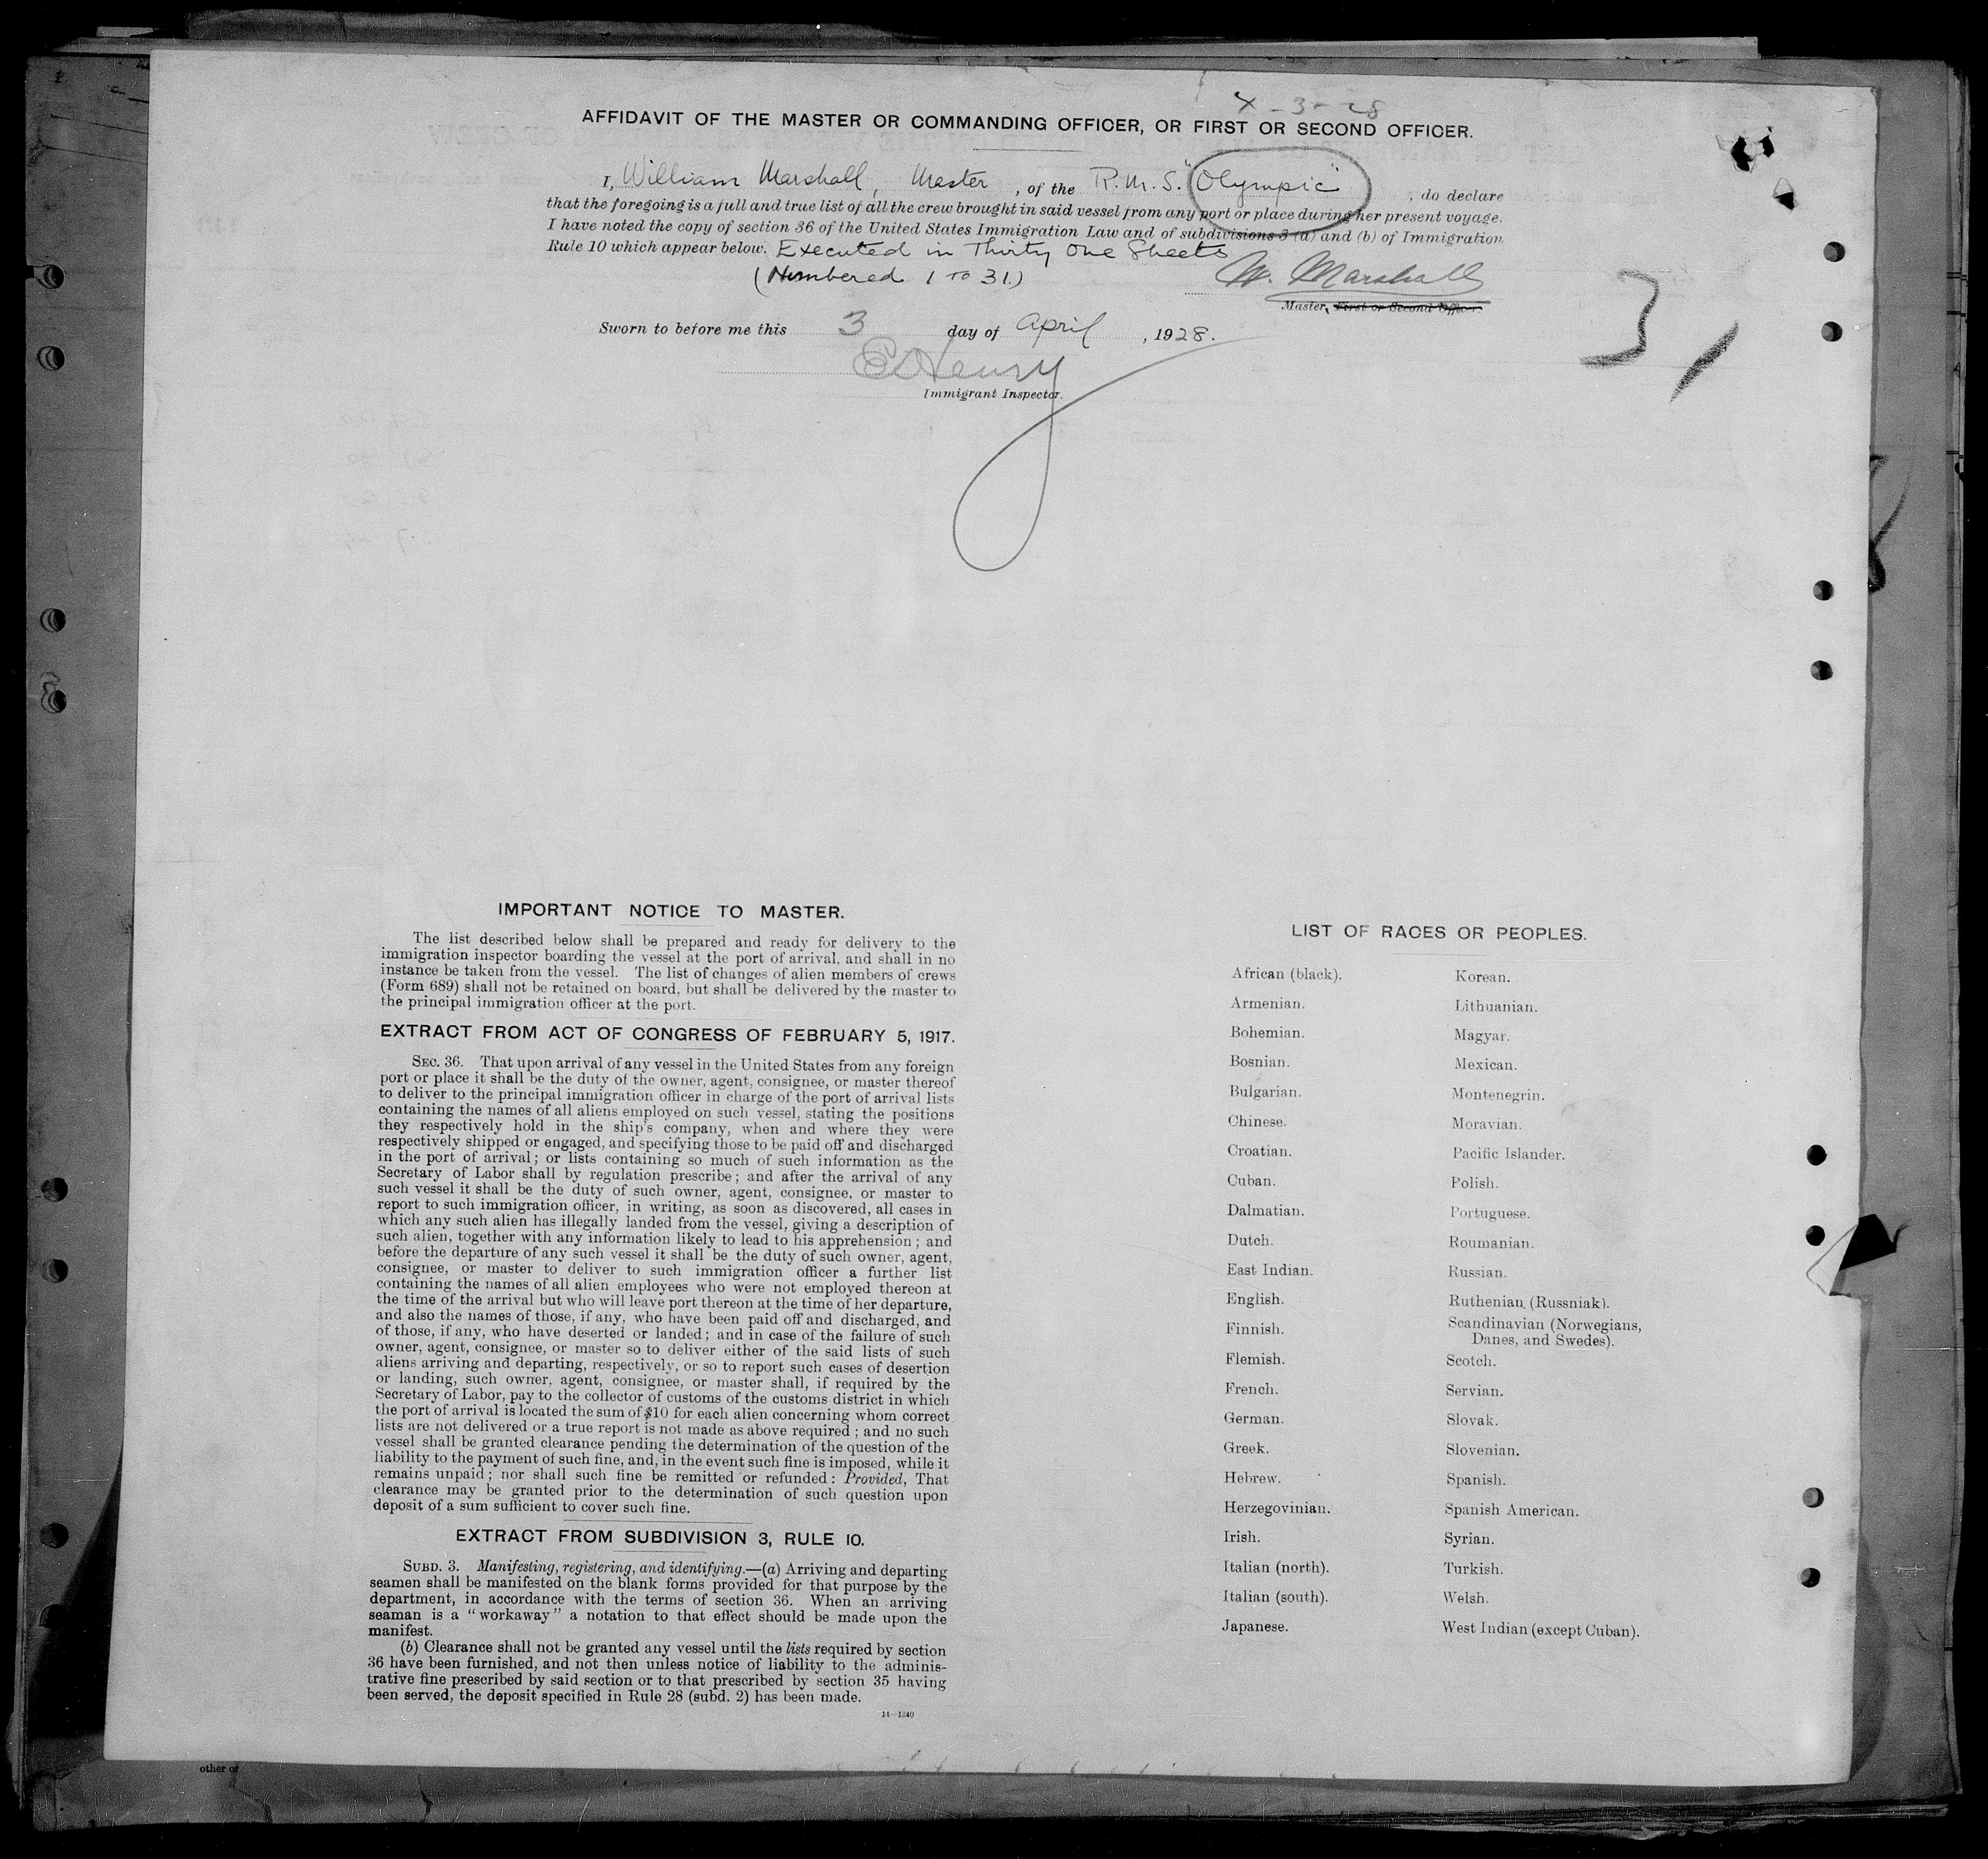 4-3-28
AFFIDAVIT OF THE MASTER OR COMMANDING OFFICER, OR FIRST OR SECOND OFFICER.
I, William Marshall, Master, of the R.M.S. "Olympic", do declare
that the foregoing is a full and true list of all the crew brought in said vessel from any port or place during her present voyage.
I have noted the copy of section 36 of the United States Immigration Law and of subdivisions 3 (a) and (b) of Immigration
Rule 10 which appear below. Executed in Thirty One Sheets
(Numbered 1 to 31.)
W. Marshall
Master, First or Second Officer.
31
Sworn to before me this 3 day of April, 1928.
Henry
Immigrant Inspector.
IMPORTANT NOTICE TO MASTER.
The list described below shall be prepared and ready for delivery to the
immigration inspector boarding the vessel at the port of arrival, and shall in no
instance be taken from the vessel. The list of changes of alien members of crews
(Form 689) shall not be retained on board, but shall be delivered by the master to
the principal immigration officer at the port.
EXTRACT FROM ACT OF CONGRESS OF FEBRUARY 5, 1917.
SEC. 36. That upon arrival of any vessel in the United States from any foreign
port or place it shall be the duty of the owner, agent, consignee, or master thereof
to deliver to the principal immigration officer in charge of the port of arrival lists
containing the names of all aliens employed on such vessel, stating the positions
they respectively hold in the ship's company, when and where they were
respectively shipped or engaged, and specifying those to be paid off and discharged
in the port of arrival; or lists containing so much of such information as the
Secretary of Labor shall by regulation prescribe; and after the arrival of any
such vessel it shall be the duty of such owner, agent, consignee, or master to
report to such immigration officer, in writing, as soon as discovered, all cases in
which any such alien has illegally landed from the vessel, giving a description of
such alien, together with any information likely to lead to his apprehension; and
before the departure of any such vessel it shall be the duty of such owner, agent,
consignee, or master to deliver to such immigration officer a further list
containing the names of all alien employees who were not employed thereon at
the time of the arrival but who will leave port thereon at the time of her departure,
and also the names of those, if any, who have been paid off and discharged, and
of those, if any, who have deserted or landed; and in case of the failure of such
owner, agent, consignee, or master so to deliver either of the said lists of such
aliens arriving and departing, respectively, or so to report such cases of desertion
or landing, such owner, agent, consignee, or master shall, if required by the
Secretary of Labor, pay to the collector of customs of the customs district in which
the port of arrival is located the sum of $10 for each alien concerning whom correct
lists are not delivered or a true report is not made as above required; and no such
vessel shall be granted clearance pending the determination of the question of the
liability to the payment of such fine, and, in the event such fine is imposed, while it
remains unpaid; nor shall such fine be remitted or refunded: Provided, That
clearance may be granted prior to the determination of such question upon
deposit of a sum sufficient to cover such fine.
EXTRACT FROM SUBDIVISION 3, RULE 10.
SUBD. 3. Manifesting, registering, and identifying.—(a) Arriving and departing
seamen shall be manifested on the blank forms provided for that purpose by the
department, in accordance with the terms of section 36. When an arriving
seaman is a "workaway" a notation to that effect should be made upon the
manifest.
(b) Clearance shall not be granted any vessel until the lists required by section
36 have been furnished, and not then unless notice of liability to the adminis-
trative fine prescribed by said section or to that prescribed by section 35 having
been served, the deposit specified in Rule 28 (subd. 2) has been made.
14—1240
LIST OF RACES OR PEOPLES.
African (black).
Armenian.
Bohemian.
Bosnian.
Bulgarian.
Chinese.
Croatian.
Cuban.
Dalmatian.
Dutch.
East Indian.
English.
Finnish.
Flemish.
French.
German.
Greek.
Hebrew.
Herzegovinian.
Irish.
Italian (north).
Italian (south).
Japanese.
Korean.
Lithuanian.
Magyar.
Mexican.
Montenegrin.
Moravian.
Pacific Islander.
Polish.
Portuguese.
Roumanian.
Russian.
Ruthenian (Russniak).
Scandinavian (Norwegians,
Danes, and Swedes).
Scotch.
Servian.
Slovak.
Slovenian.
Spanish.
Spanish American.
Syrian.
Turkish.
Welsh.
West Indian (except Cuban).
other or